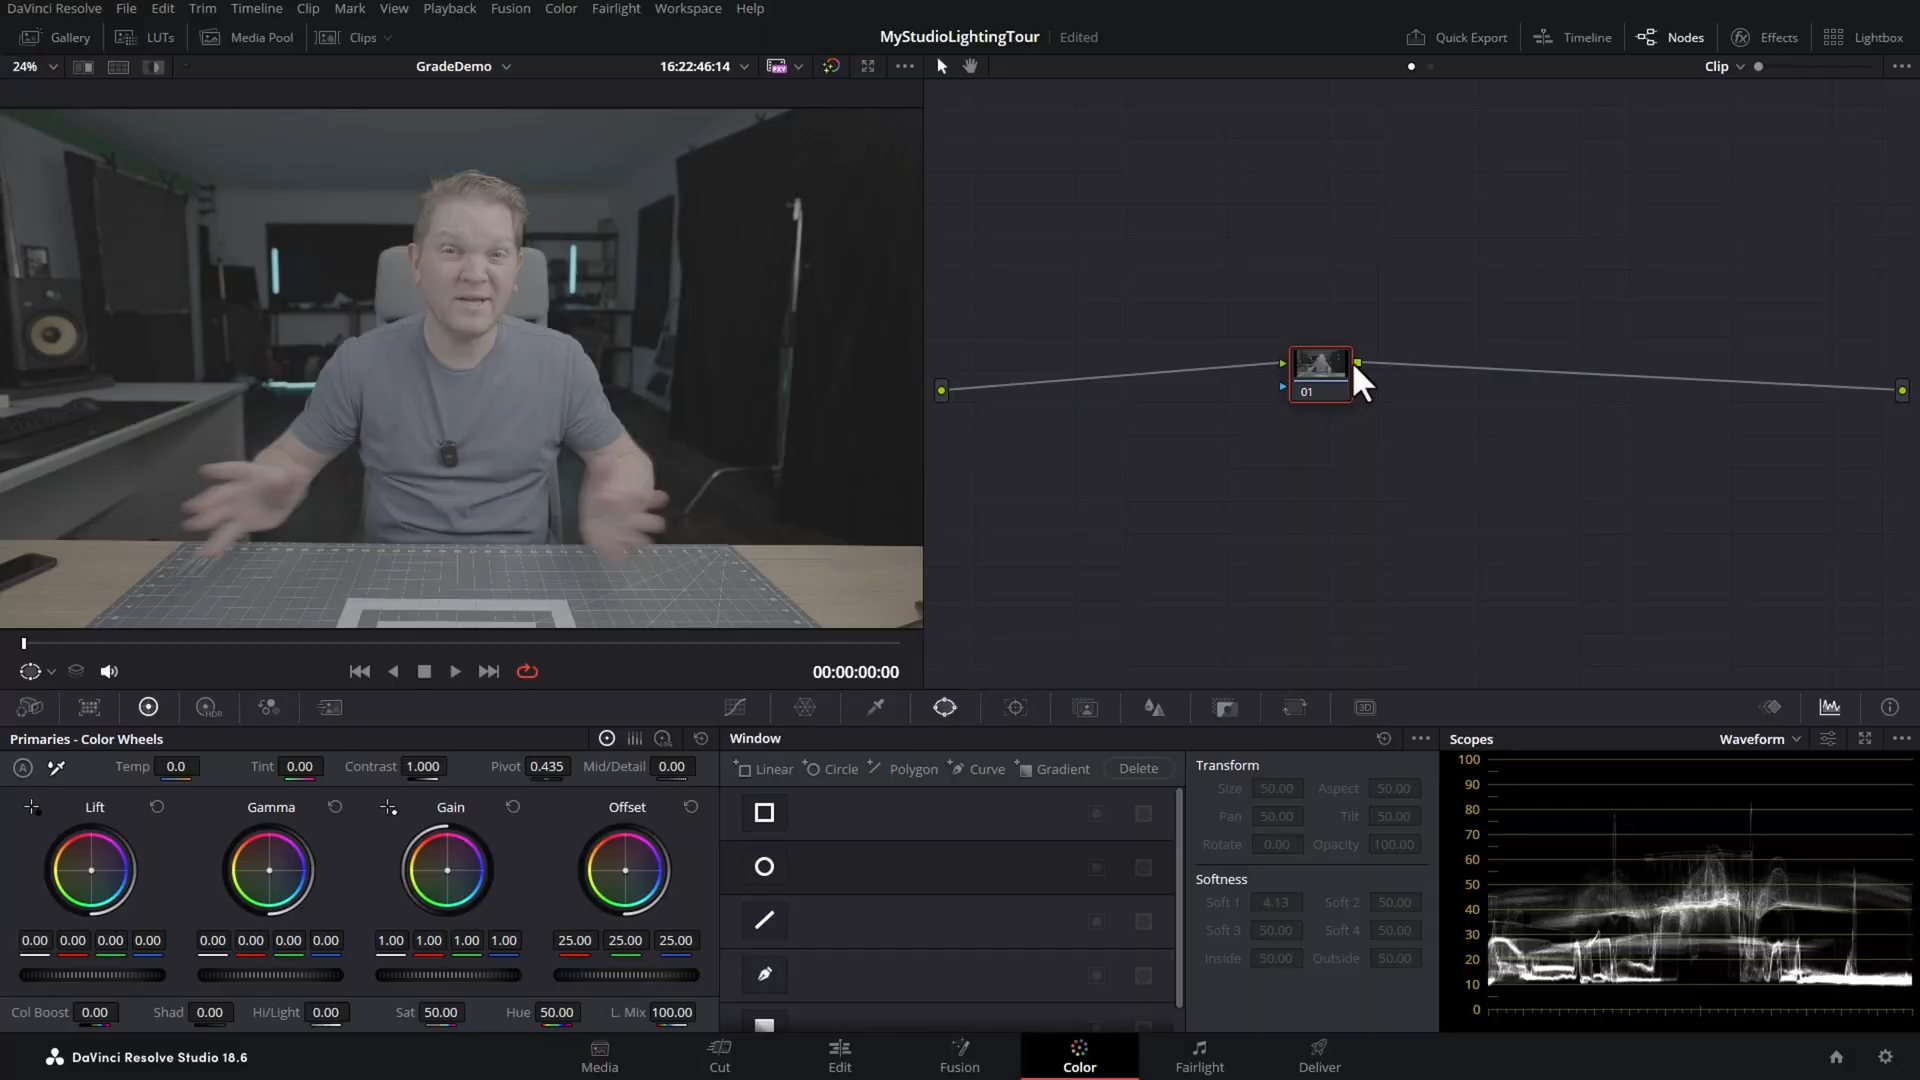 DaVinci Resolve File Edit Trim Timeline Clip Mark View Playback Fusion Color Fairlight Workspace Help
Gallery LUTs Media Pool Clips MyStudioLightingTour Edited Quick Export Timeline Nodes Effects Lightbox
24% GradeDemo 16:22:46:14 PXY Clip
01
00:00:00:00
HDR 3D
Primaries - Color Wheels Window Scopes Waveform
A Temp 0.0 Tint 0.00 Contrast 1.000 Pivot 0.435 Mid/Detail 0.00
Linear Circle Polygon Curve Gradient Delete
Transform
Size 50.00 Aspect 50.00
Pan 50.00 Tilt 50.00
Rotate 0.00 Opacity 100.00
Softness
Soft 1 4.13 Soft 2 50.00
Soft 3 50.00 Soft 4 50.00
Inside 50.00 Outside 50.00
Lift Gamma Gain Offset
0.00 0.00 0.00 0.00 0.00 0.00 0.00 0.00 1.00 1.00 1.00 1.00 25.00 25.00 25.00
Col Boost 0.00 Shad 0.00 Hi/Light 0.00 Sat 50.00 Hue 50.00 L. Mix 100.00
100
90
80
70
60
50
40
30
20
10
0
DaVinci Resolve Studio 18.6 Media Cut Edit Fusion Color Fairlight Deliver